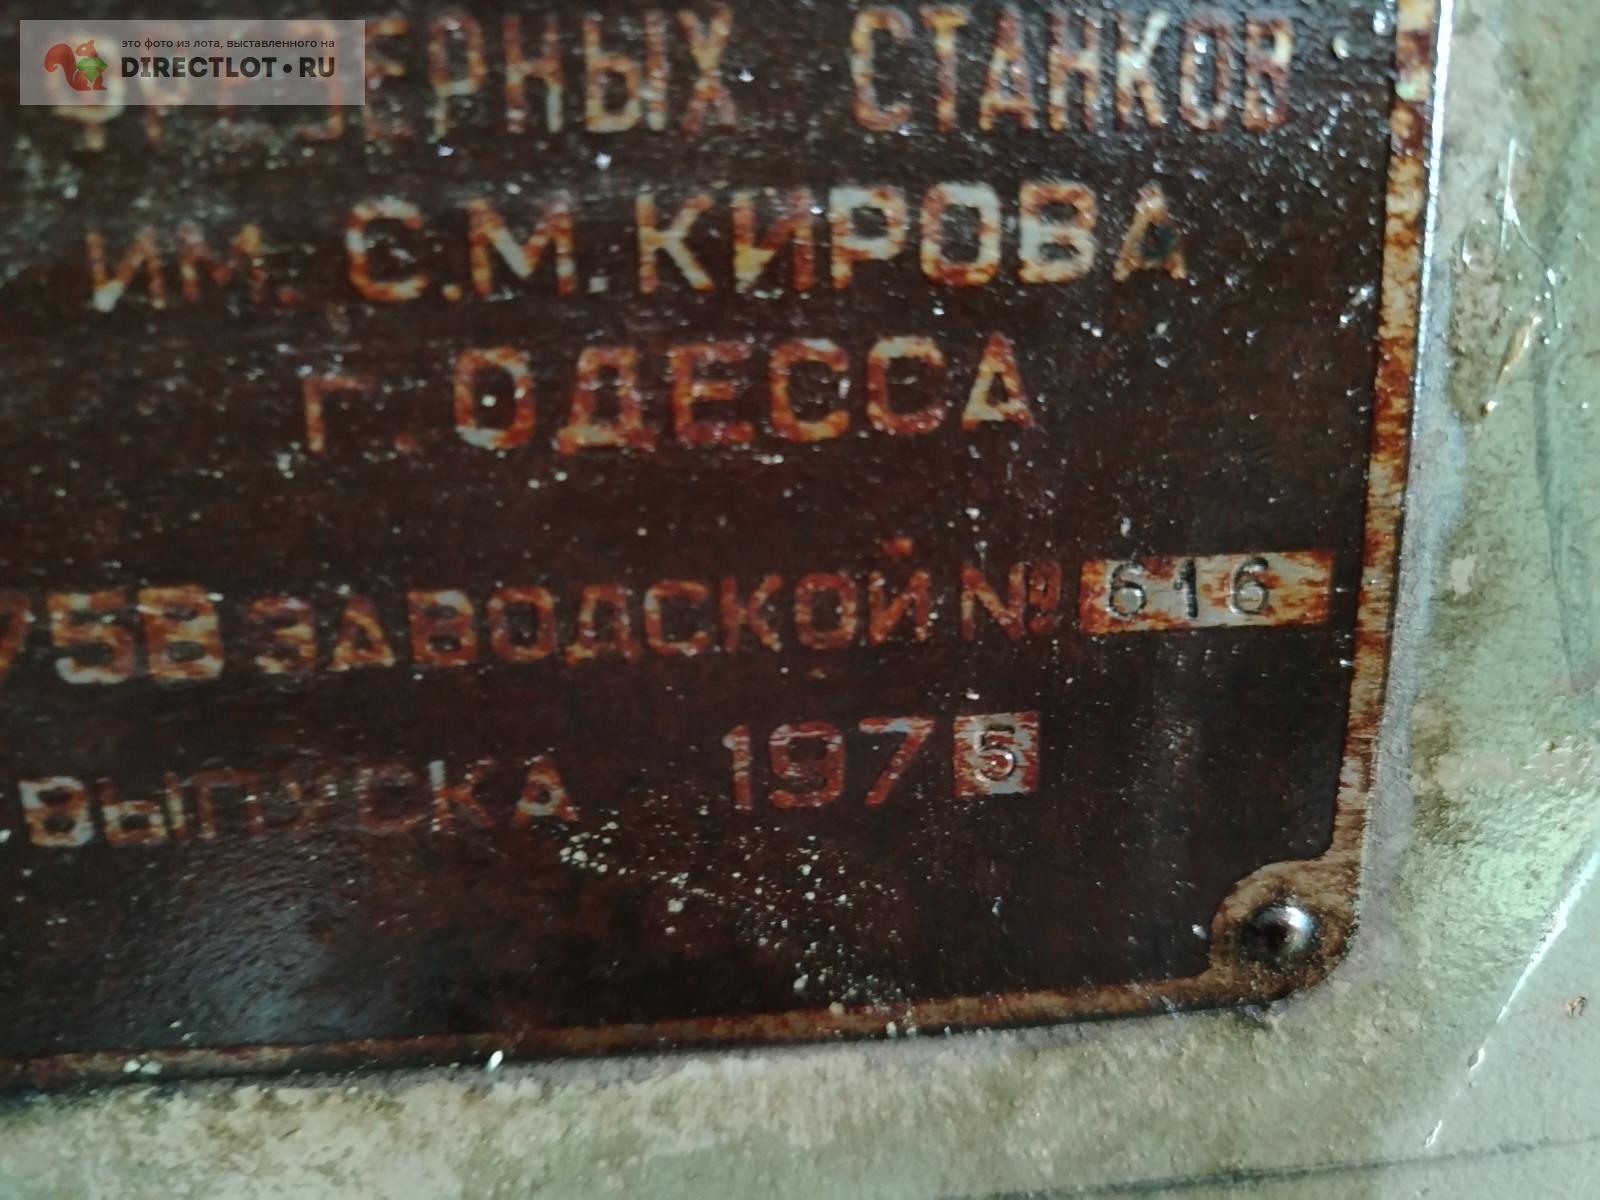 это фото из лота, выставленного на
DIRECTLOT.RU
ФРЕЗЕРНЫХ СТАНКОВ
ИМ. С.М.КИРОВА
Г. ОДЕССА
75В ЗАВОДСКОЙ № 616
ВЫПУСКА 1975